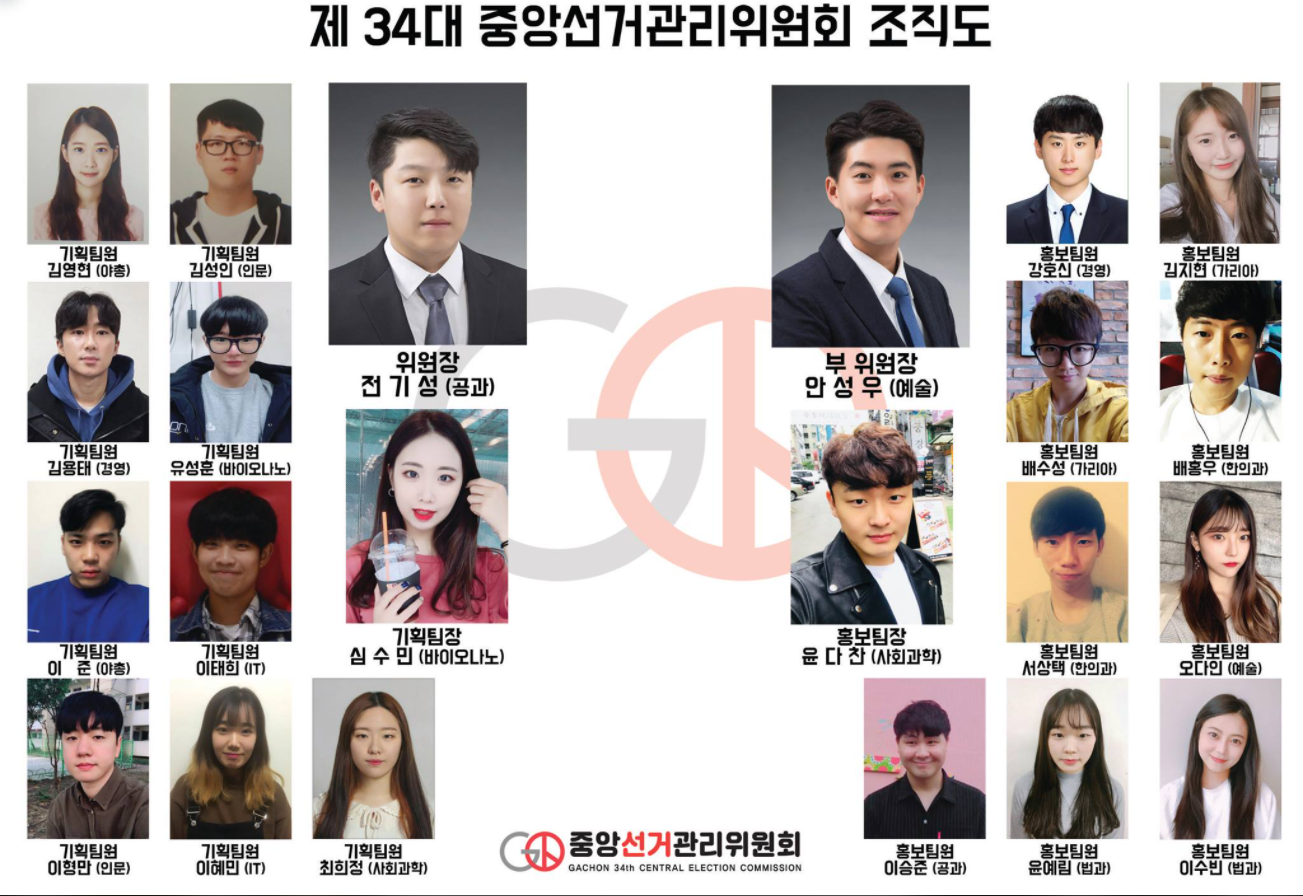 제 34대 중앙선거관리위원회 조직도
기획팀원
김영현 (야총)
기획팀원
김성인 (인문)
위원장
전 기 성 (공과)
부 위원장
안 성 우 (예술)
홍보팀원
강호신 (경영)
홍보팀원
김지현 (가리아)
기획팀원
김용태 (경영)
기획팀원
유성훈 (바이오나노)
홍보팀원
배수성 (가리아)
홍보팀원
배홍우 (한의과)
기획팀원
이 준 (야총)
기획팀원
이태희 (IT)
기획팀장
심 수 민 (바이오나노)
홍보팀장
윤 다 찬 (사회과학)
홍보팀원
서상택 (한의과)
홍보팀원
오다인 (예술)
기획팀원
이형만 (인문)
기획팀원
이혜민 (IT)
기획팀원
최희정 (사회과학)
중앙선거관리위원회
GACHON 34th CENTRAL ELECTION COMMISSION
홍보팀원
이승준 (공과)
홍보팀원
윤예림 (법과)
홍보팀원
이수빈 (법과)